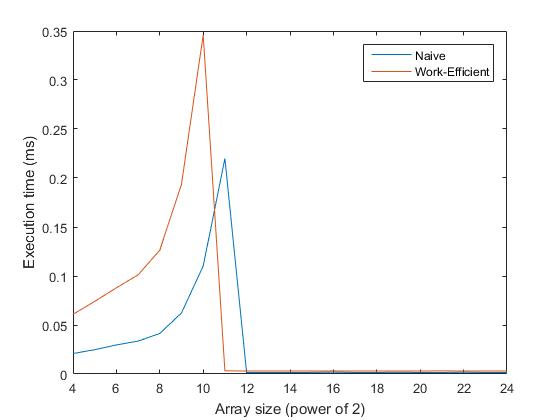 0.35
0.3
0.25
0.2
0.15
0.1
0.05
0
4 6 8 10 12 14 16 18 20 22 24
Execution time (ms)
Array size (power of 2)
Naive
Work-Efficient